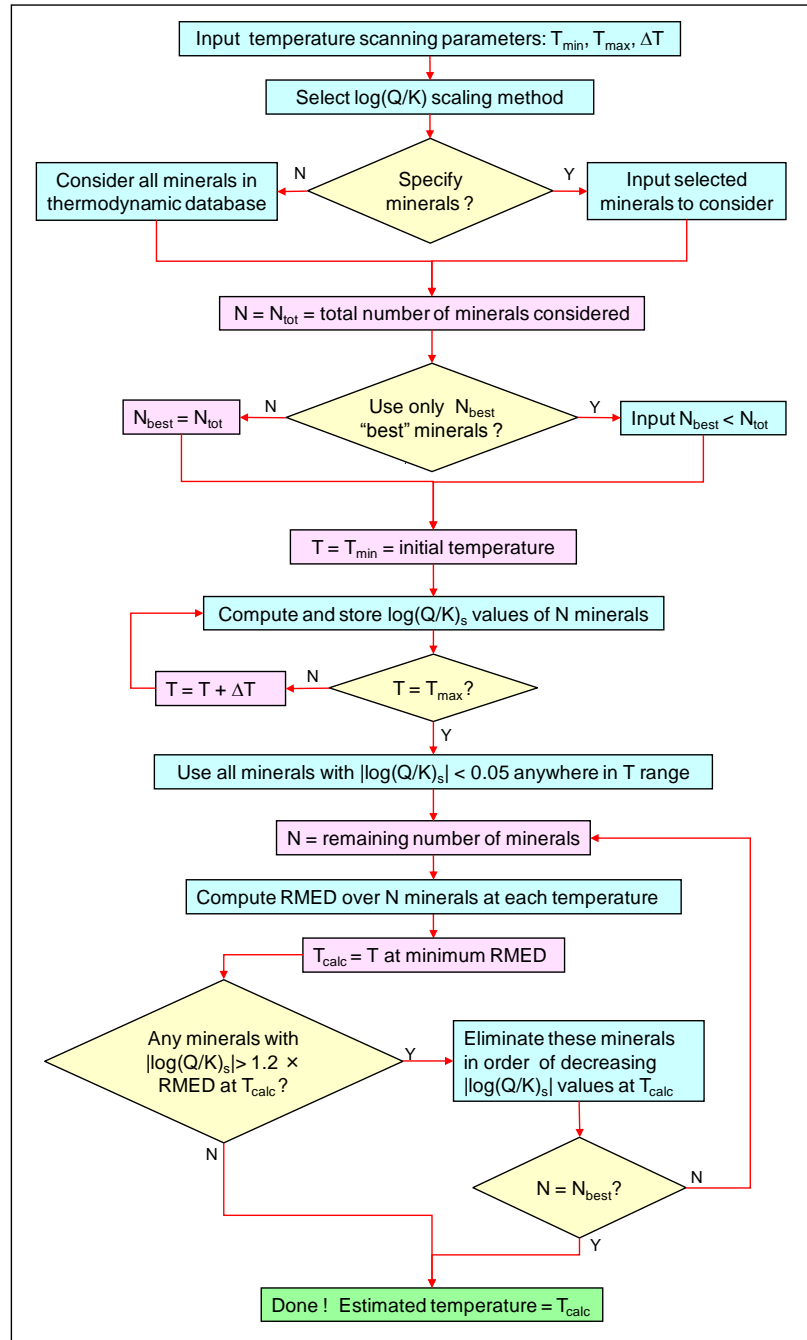 Input temperature scanning parameters: Tmin, Tmax, ΔT
Select log(Q/K) scaling method
Specify
minerals ?
N
Y
Consider all minerals in
thermodynamic database
Input selected
minerals to consider
N = Ntot = total number of minerals considered
Use only Nbest
“best” minerals ?
N
Y
Nbest = Ntot
Input Nbest < Ntot
T = Tmin = initial temperature
Compute and store log(Q/K)s values of N minerals
T = Tmax?
N
T = T + ΔT
Y
Use all minerals with |log(Q/K)s| < 0.05 anywhere in T range
N = remaining number of minerals
Compute RMED over N minerals at each temperature
Tcalc = T at minimum RMED
Any minerals with
|log(Q/K)s|> 1.2 ×
RMED at Tcalc ?
Y
Eliminate these minerals
in order of decreasing
|log(Q/K)s| values at Tcalc
N
N = Nbest?
N
Y
Done ! Estimated temperature = Tcalc